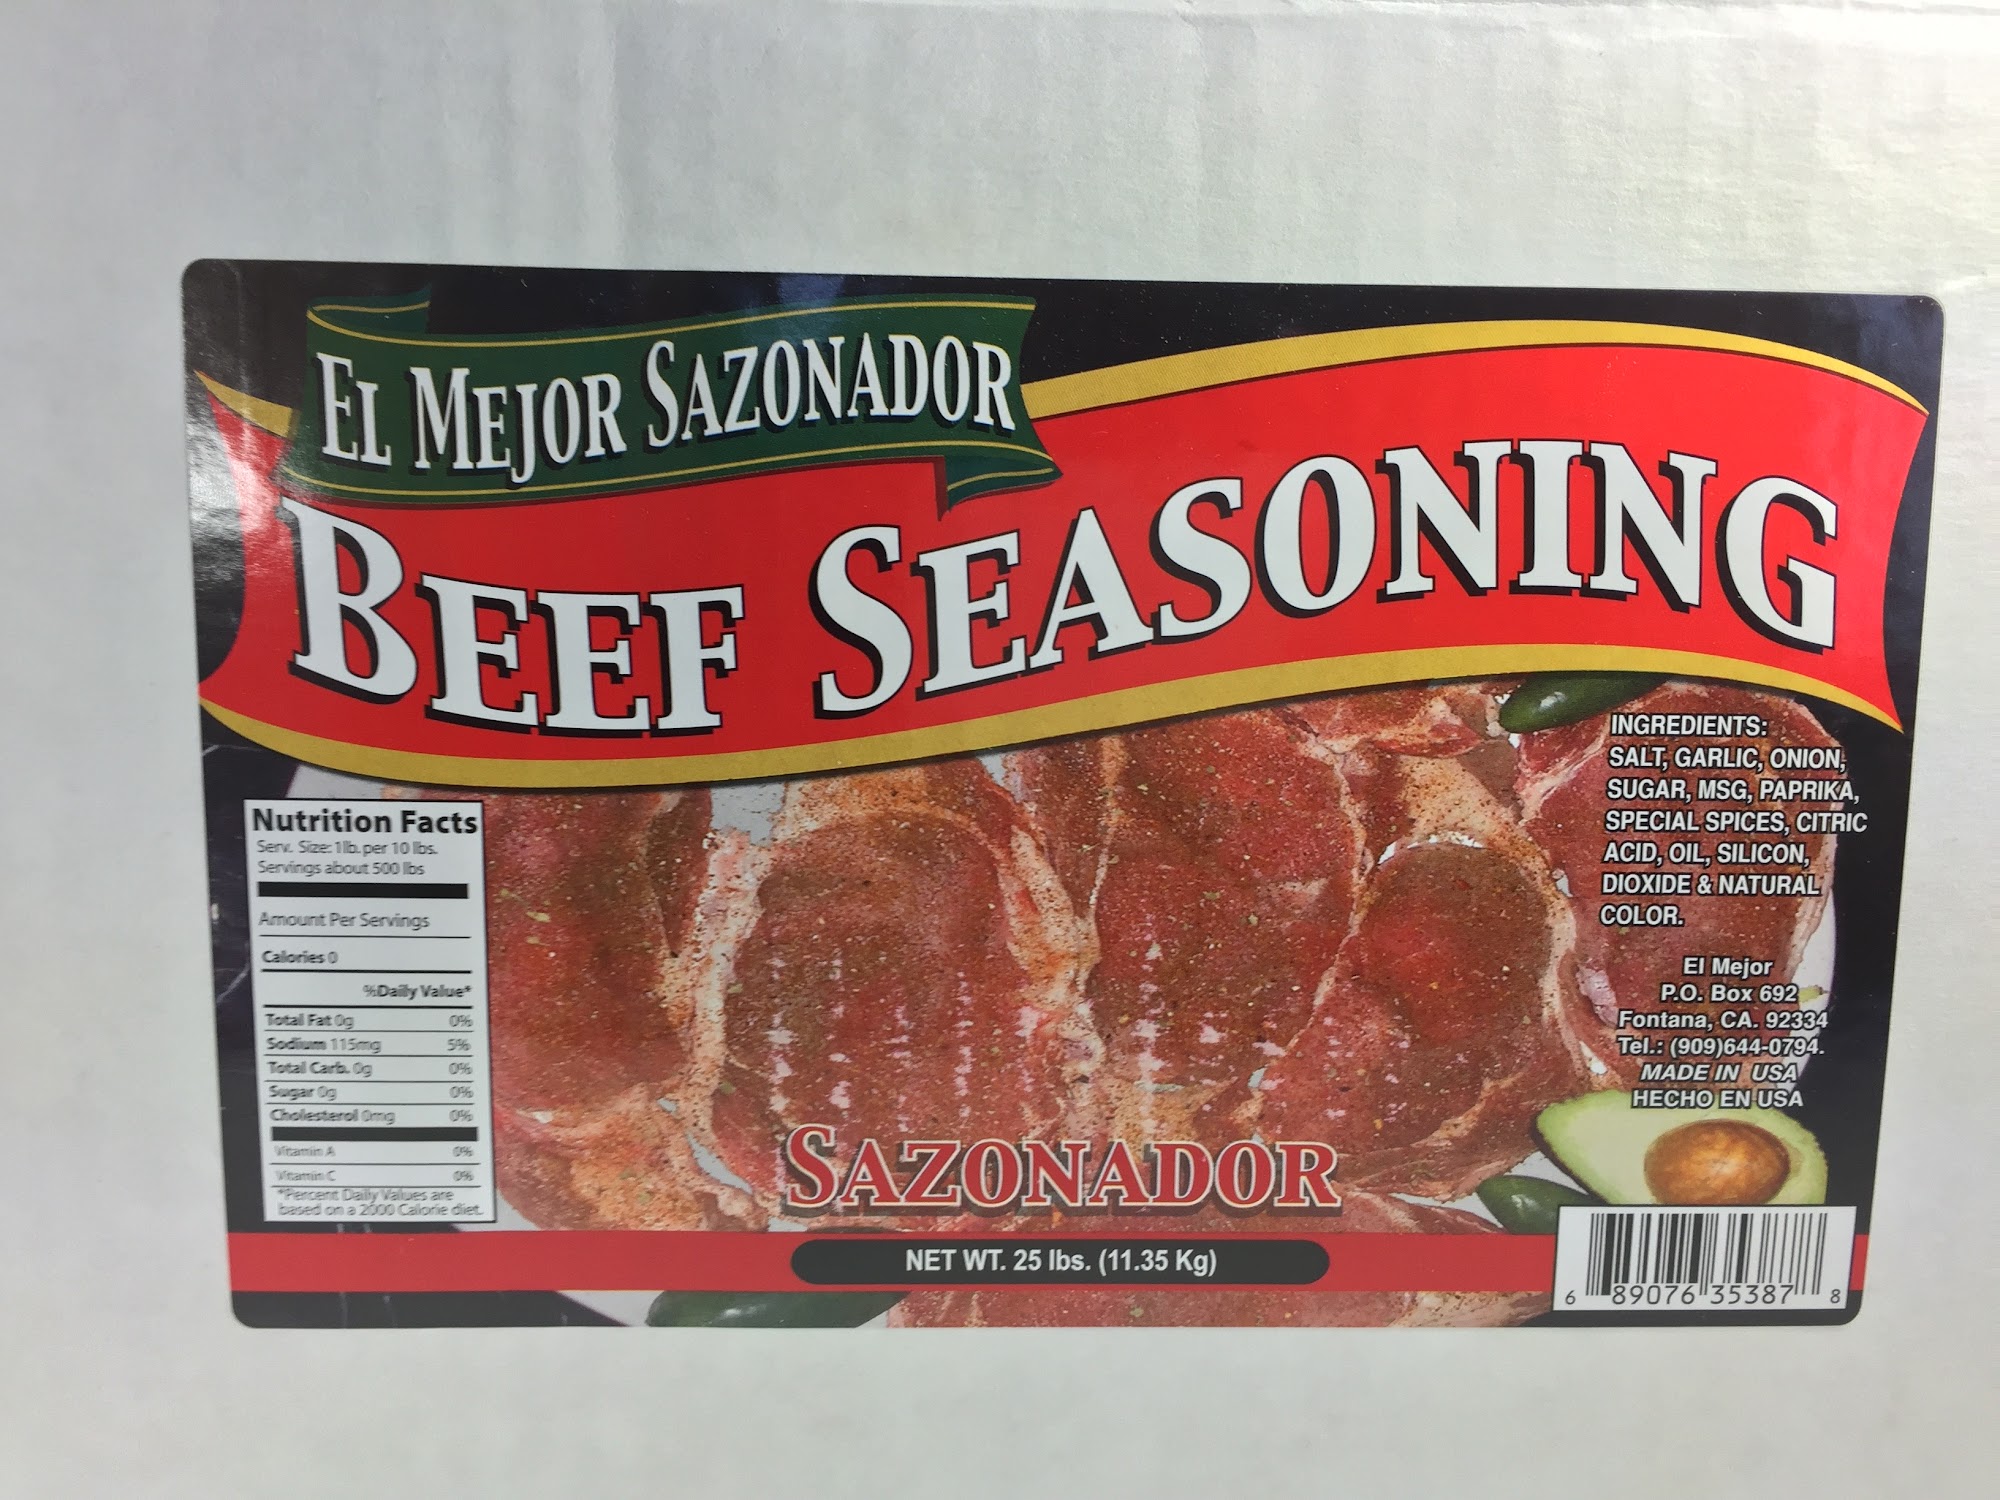 EL MEJOR SAZONADOR
BEEF SEASONING
Nutrition Facts
Serv. Size: 1lb. per 10 lbs.
Servings about 500 lbs
Amount Per Servings
Calories 0
%Daily Value*
Total Fat 0g 0%
Sodium 115mg 5%
Total Carb. 0g 0%
Sugar 0g 0%
Cholesterol 0mg 0%
Vitamin A 0%
Vitamin C 0%
*Percent Daily Values are
based on a 2000 Calorie diet.
INGREDIENTS:
SALT, GARLIC, ONION,
SUGAR, MSG, PAPRIKA,
SPECIAL SPICES, CITRIC
ACID, OIL, SILICON,
DIOXIDE & NATURAL
COLOR.
El Mejor
P.O. Box 692
Fontana, CA. 92334
Tel.: (909)644-0794.
MADE IN USA
HECHO EN USA
SAZONADOR
NET WT. 25 lbs. (11.35 Kg)
6 89076 35387 8